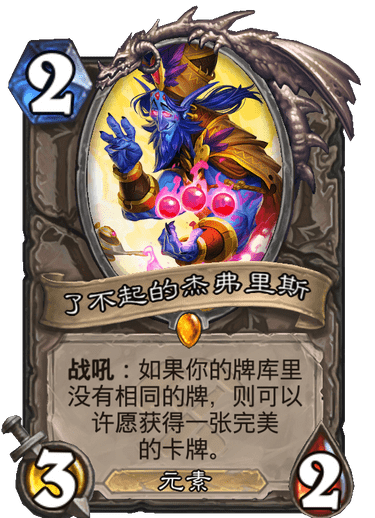 2
了不起的杰弗里斯
战吼：如果你的牌库里
没有相同的牌，则可以
许愿获得一张完美
的卡牌。
3
元素
2